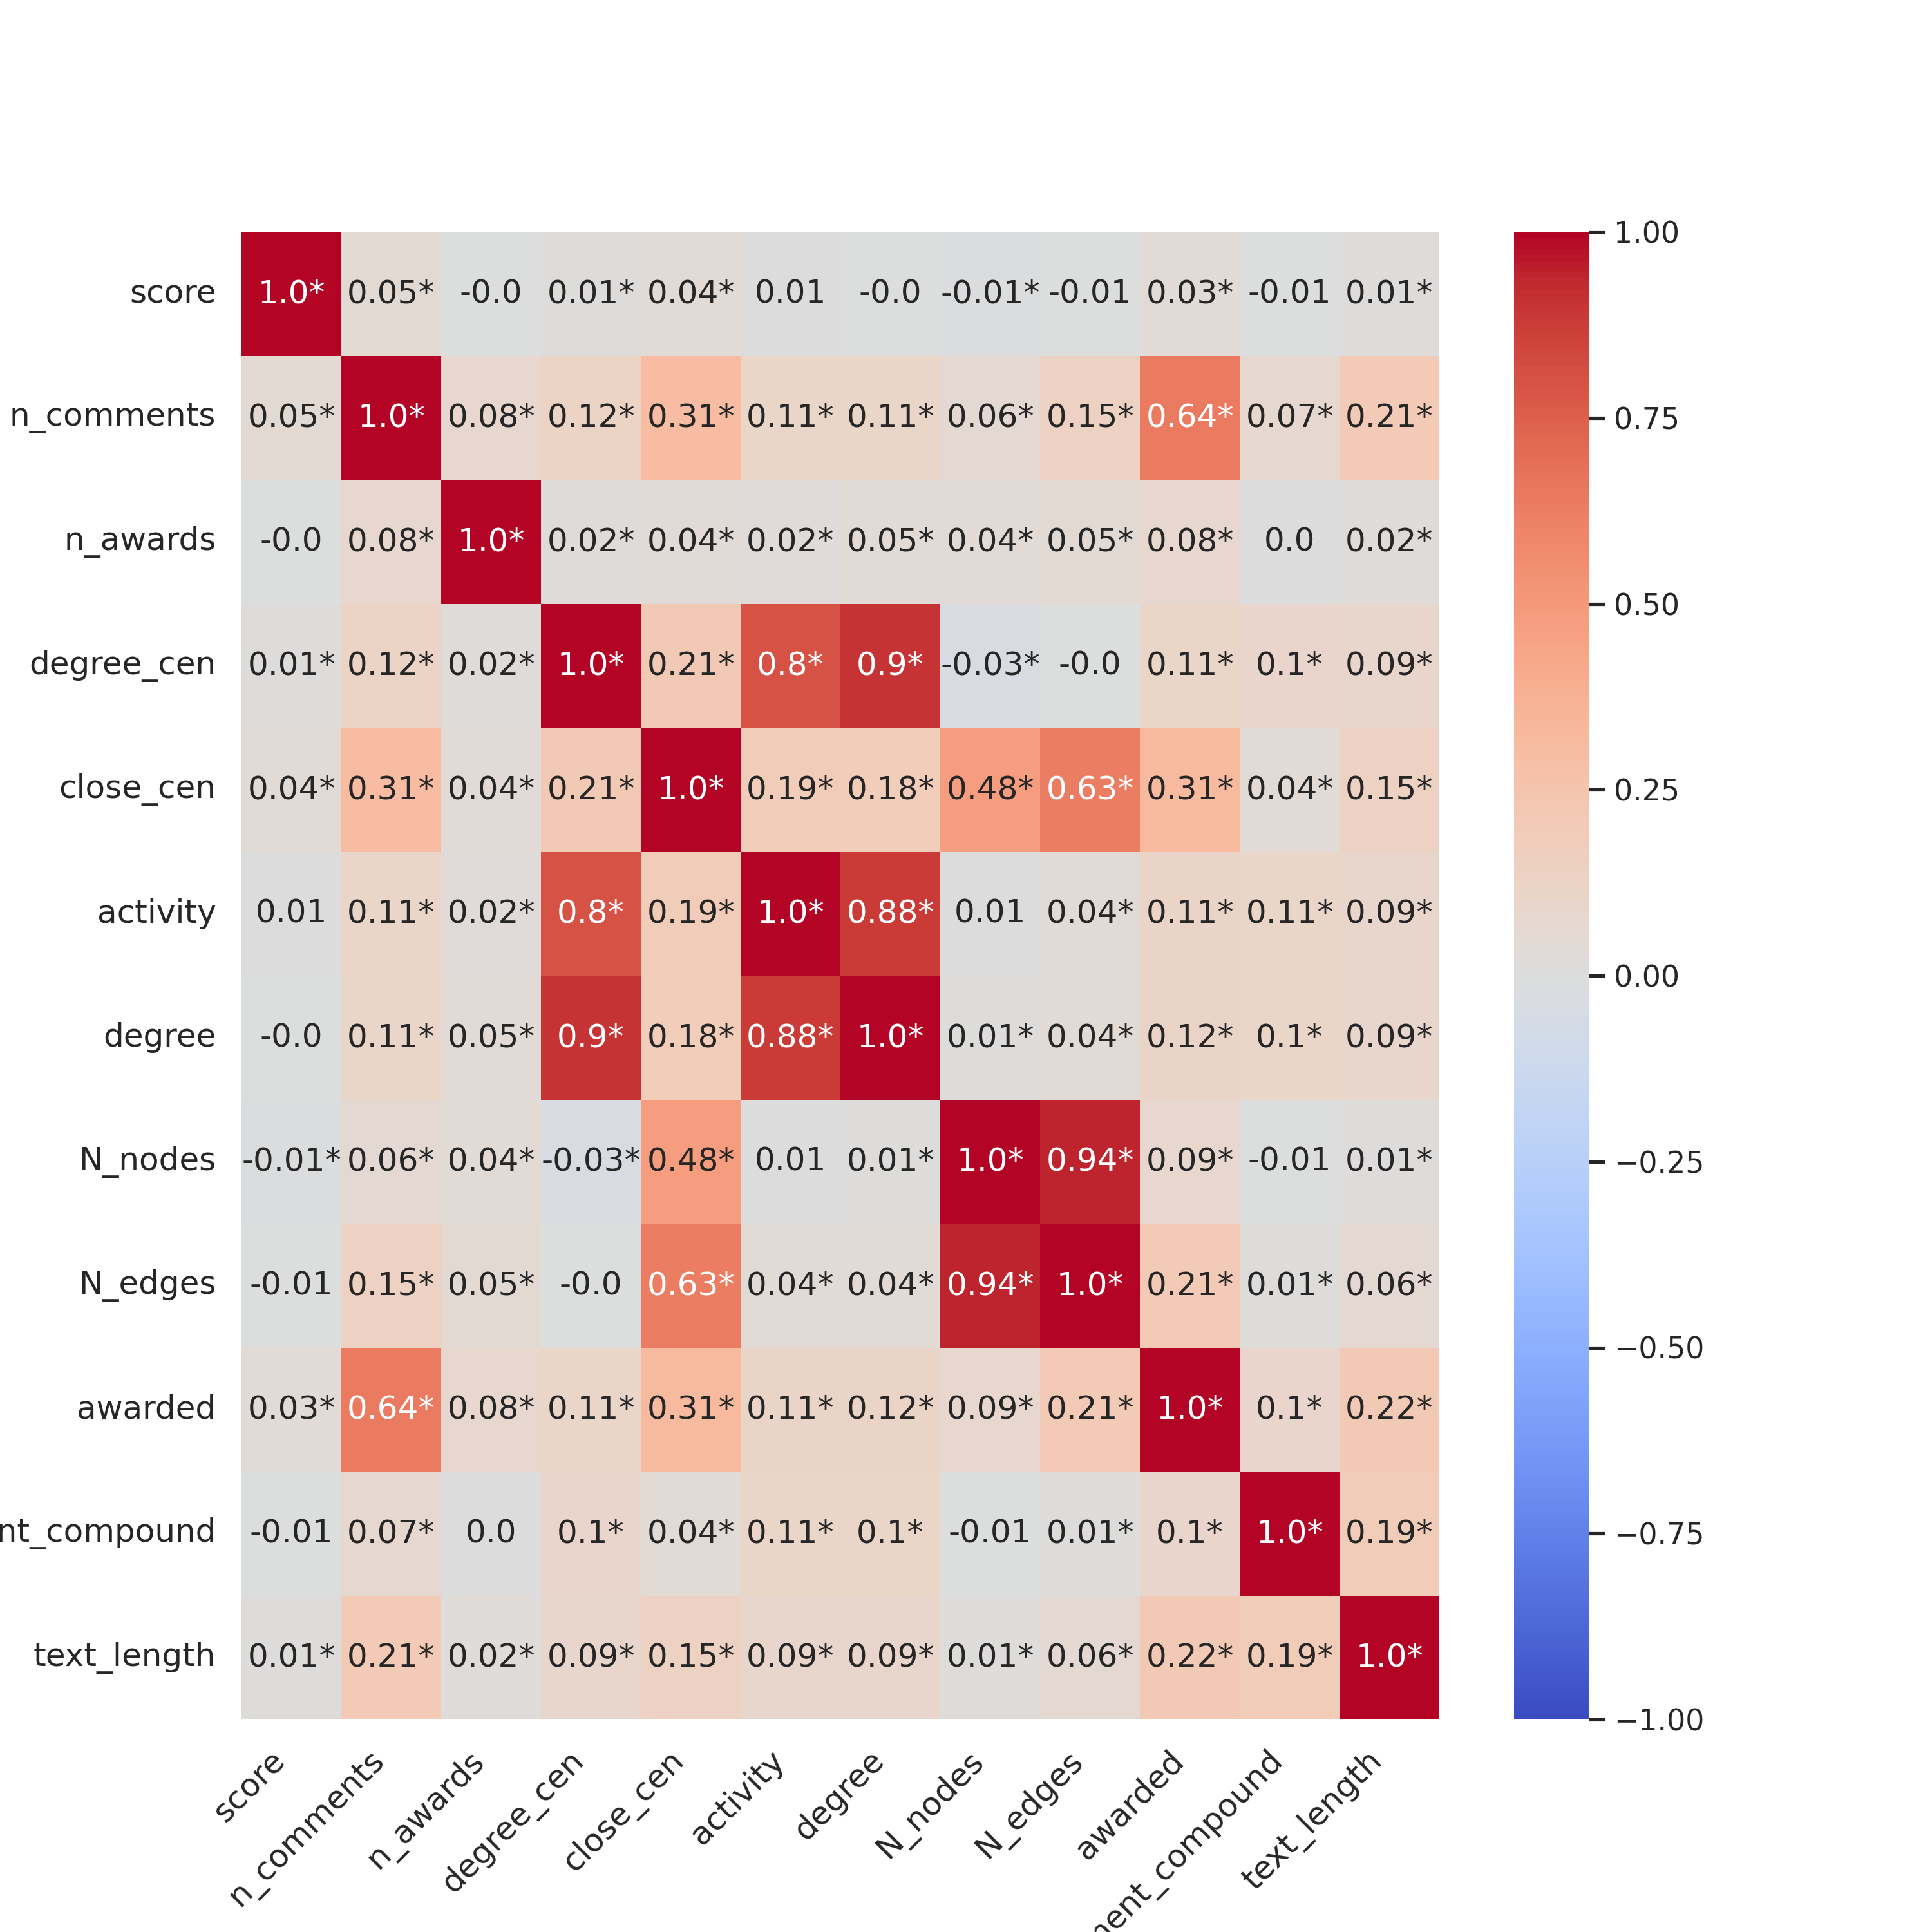 score 1.0* 0.05* -0.0 0.01* 0.04* 0.01 -0.0 -0.01* -0.01 0.03* -0.01 0.01*
n_comments 0.05* 1.0* 0.08* 0.12* 0.31* 0.11* 0.11* 0.06* 0.15* 0.64* 0.07* 0.21*
n_awards -0.0 0.08* 1.0* 0.02* 0.04* 0.02* 0.05* 0.04* 0.05* 0.08* 0.0 0.02*
degree_cen 0.01* 0.12* 0.02* 1.0* 0.21* 0.8* 0.9* -0.03* -0.0 0.11* 0.1* 0.09*
close_cen 0.04* 0.31* 0.04* 0.21* 1.0* 0.19* 0.18* 0.48* 0.63* 0.31* 0.04* 0.15*
activity 0.01 0.11* 0.02* 0.8* 0.19* 1.0* 0.88* 0.01 0.04* 0.11* 0.11* 0.09*
degree -0.0 0.11* 0.05* 0.9* 0.18* 0.88* 1.0* 0.01* 0.04* 0.12* 0.1* 0.09*
N_nodes -0.01* 0.06* 0.04* -0.03* 0.48* 0.01 0.01* 1.0* 0.94* 0.09* -0.01 0.01*
N_edges -0.01 0.15* 0.05* -0.0 0.63* 0.04* 0.04* 0.94* 1.0* 0.21* 0.01* 0.06*
awarded 0.03* 0.64* 0.08* 0.11* 0.31* 0.11* 0.12* 0.09* 0.21* 1.0* 0.1* 0.22*
nt_compound -0.01 0.07* 0.0 0.1* 0.04* 0.11* 0.1* -0.01 0.01* 0.1* 1.0* 0.19*
text_length 0.01* 0.21* 0.02* 0.09* 0.15* 0.09* 0.09* 0.01* 0.06* 0.22* 0.19* 1.0*
score
n_comments
n_awards
degree_cen
close_cen
activity
degree
N_nodes
N_edges
awarded
ment_compound
text_length
1.00
0.75
0.50
0.25
0.00
−0.25
−0.50
−0.75
−1.00